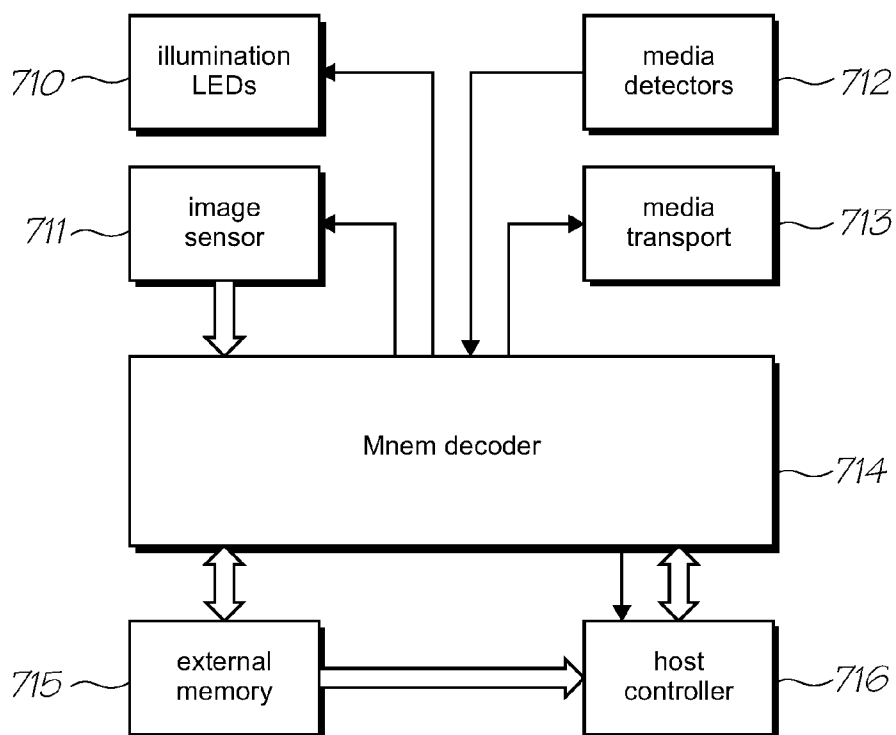 710
illumination
LEDs
media
detectors
712
711
image
sensor
media
transport
713
Mnem decoder
714
715
external
memory
host
controller
716